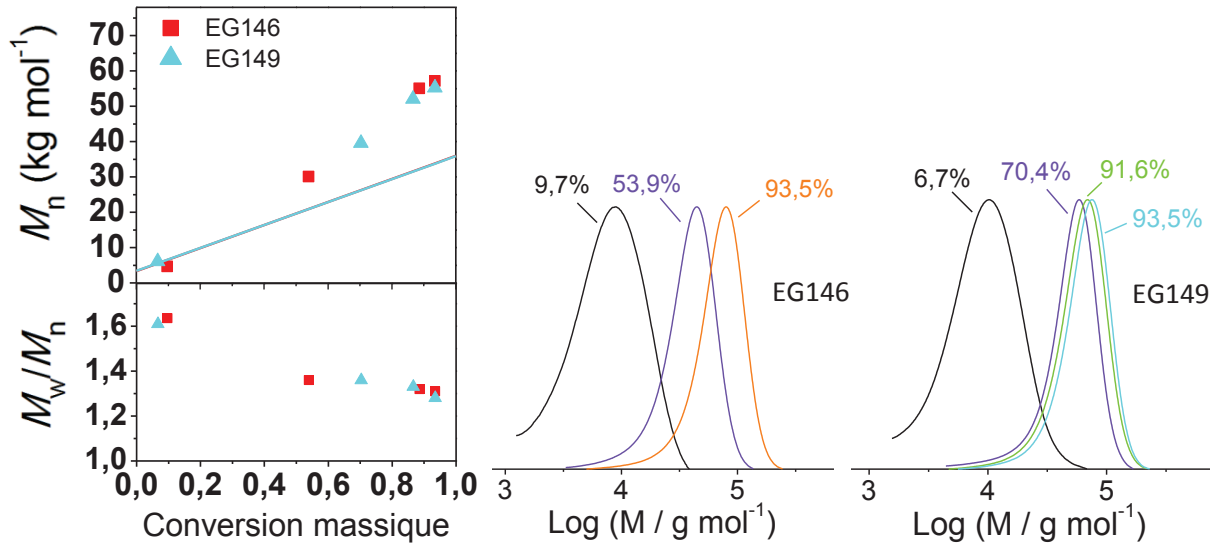 EG146
EG149
Mn (kg mol-1)
70
60
50
40
30
20
10
0
Mw/Mn
1,6
1,4
1,2
1,0
0,0 0,2 0,4 0,6 0,8 1,0
Conversion massique
9,7% 53,9% 93,5%
EG146
3 4 5
Log (M / g mol-1)
6,7% 70,4% 91,6%
93,5%
EG149
3 4 5
Log (M / g mol-1)